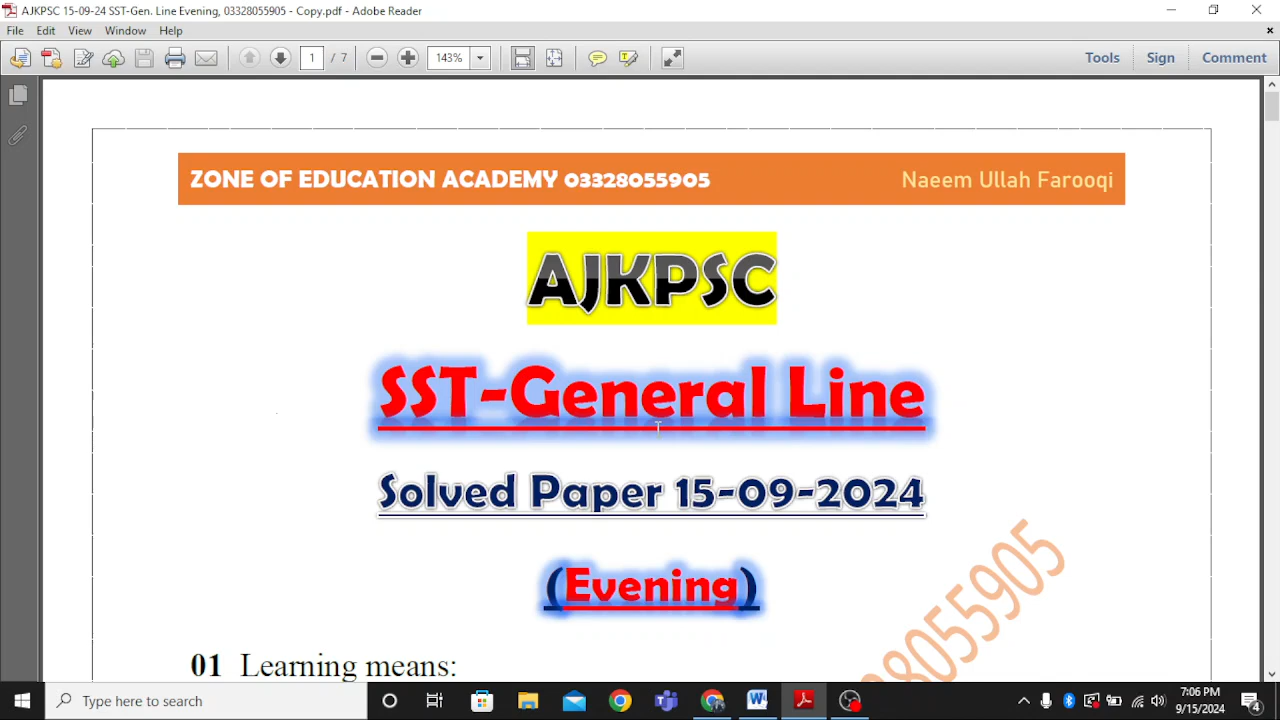 AJKPSC 15-09-24 SST-Gen. Line Evening, 03328055905 - Copy.pdf - Adobe Reader
File Edit View Window Help
1 / 7 143% Tools Sign Comment
ZONE OF EDUCATION ACADEMY 03328055905 Naeem Ullah Farooqi
AJKPSC
SST-General Line
Solved Paper 15-09-2024
(Evening)
01 Learning means:
8055905
Type here to search
7:06 PM
9/15/2024
4